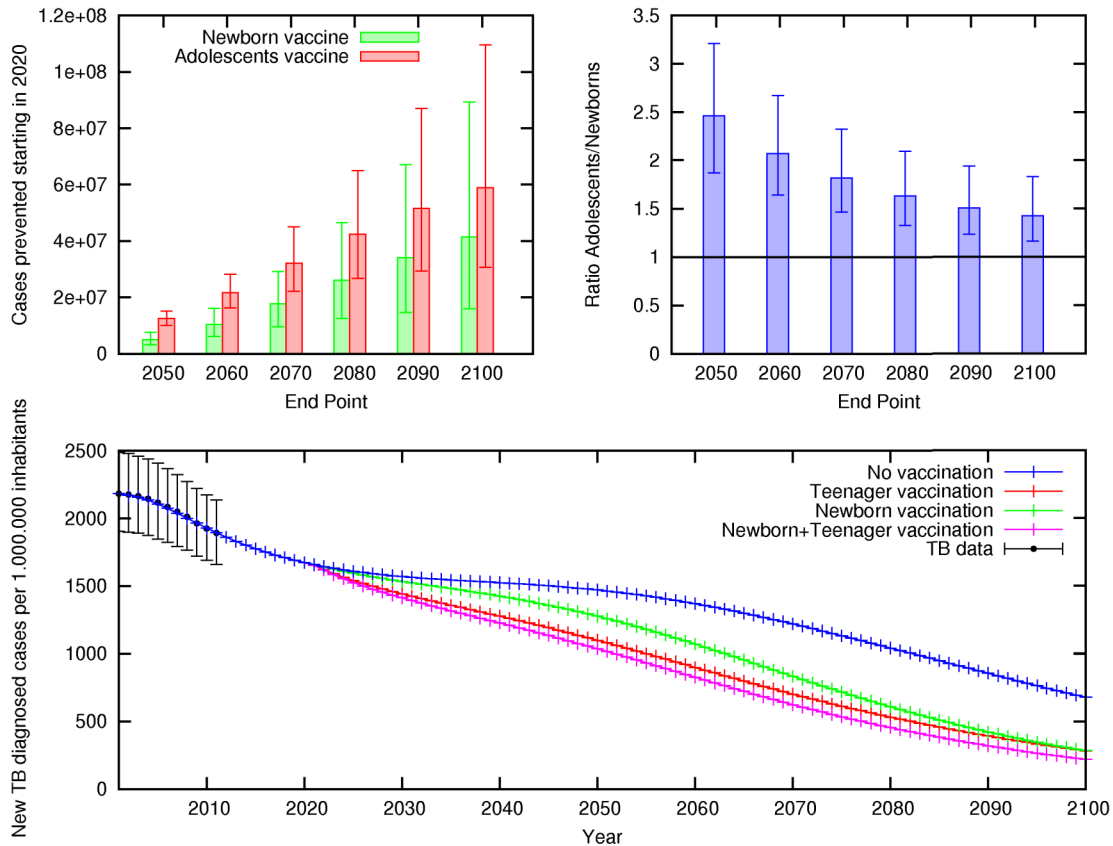 Cases prevented starting in 2020
1.2e+08
1e+08
8e+07
6e+07
4e+07
2e+07
0
Newborn vaccine
Adolescents vaccine
2050 2060 2070 2080 2090 2100
End Point
Ratio Adolescents/Newborns
3.5
3
2.5
2
1.5
1
0.5
0
2050 2060 2070 2080 2090 2100
End Point
New TB diagnosed cases per 1.000.000 inhabitants
2500
2000
1500
1000
500
0
No vaccination
Teenager vaccination
Newborn vaccination
Newborn+Teenager vaccination
TB data
2010 2020 2030 2040 2050 2060 2070 2080 2090 2100
Year